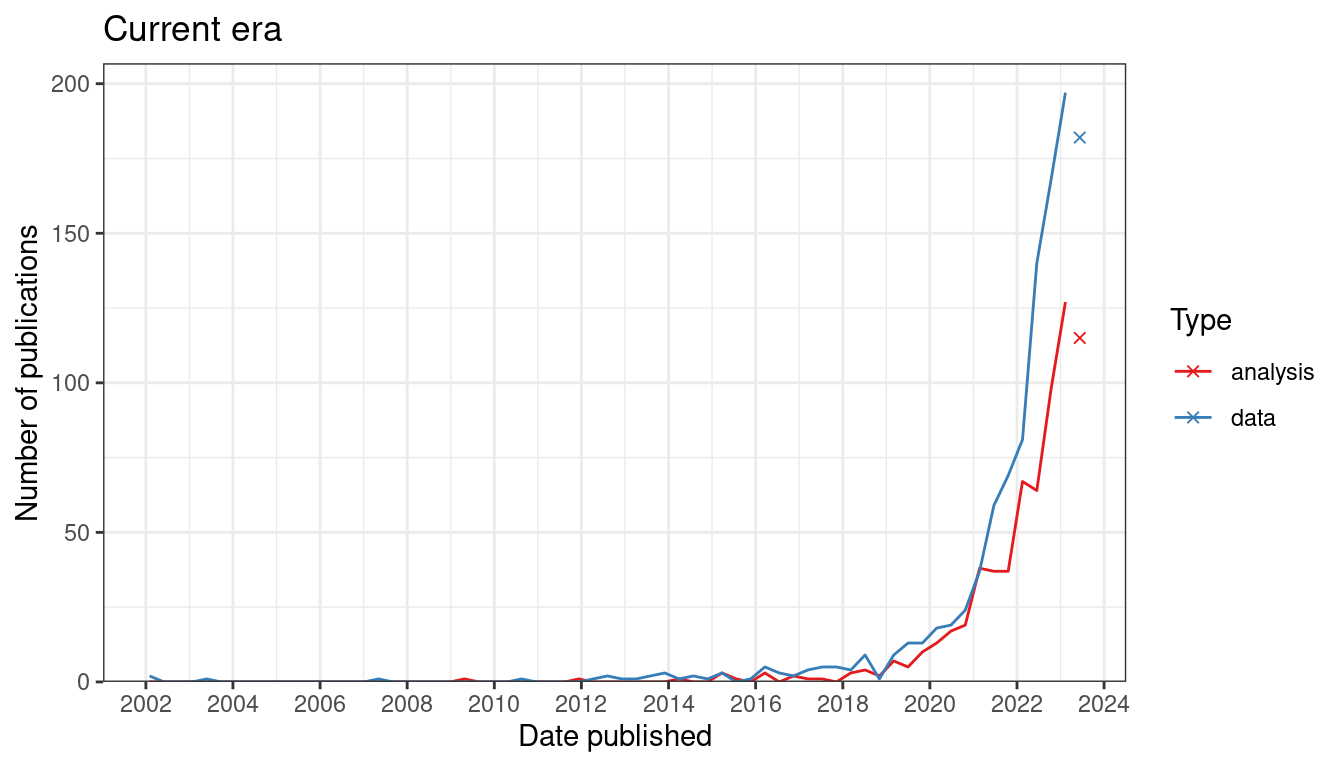 Current era
200
150
100
50
0
Number of publications
2002 2004 2006 2008 2010 2012 2014 2016 2018 2020 2022 2024
Date published
Type
analysis
data